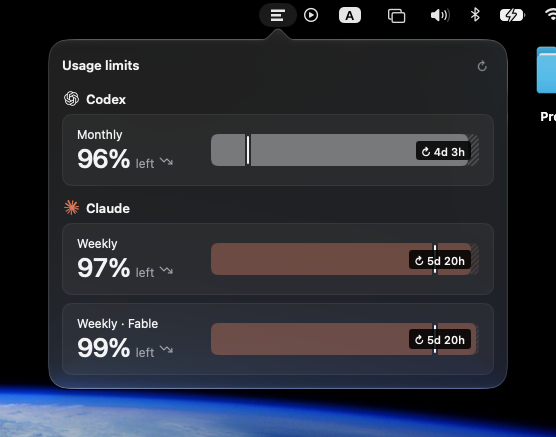 A
Usage limits
Codex
Monthly
96% left
4d 3h
Claude
Weekly
97% left
5d 20h
Weekly · Fable
99% left
5d 20h
Pr